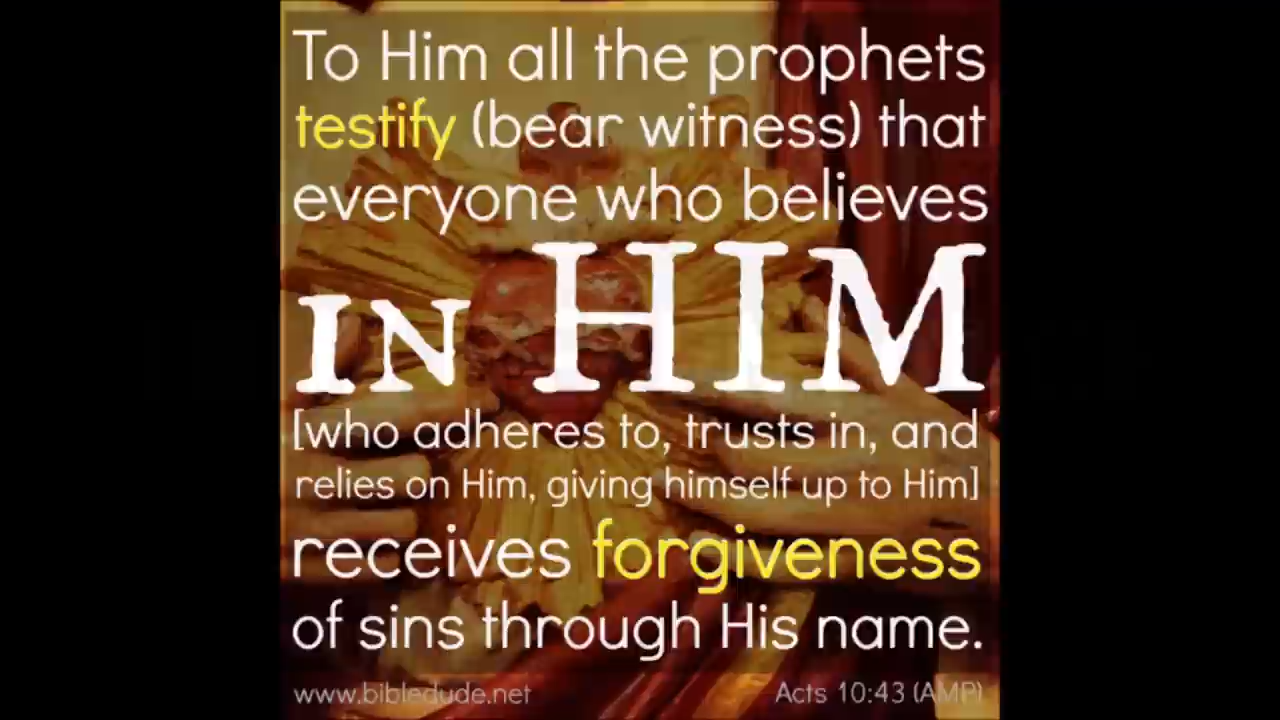 To Him all the prophets
testify (bear witness) that
everyone who believes
IN HIM
[who adheres to, trusts in, and
relies on Him, giving himself up to Him]
receives forgiveness
of sins through His name.
www.bibledude.net Acts 10:43 (AMP)